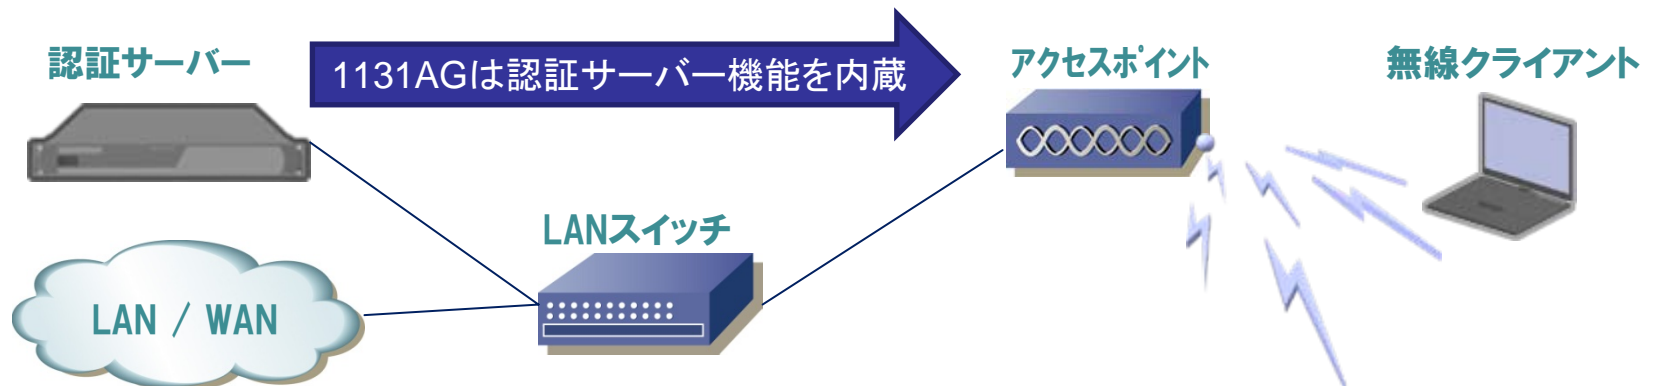 認証サーバー
1131AGは認証サーバー機能を内蔵
アクセスポイント
無線クライアント
LANスイッチ
LAN / WAN